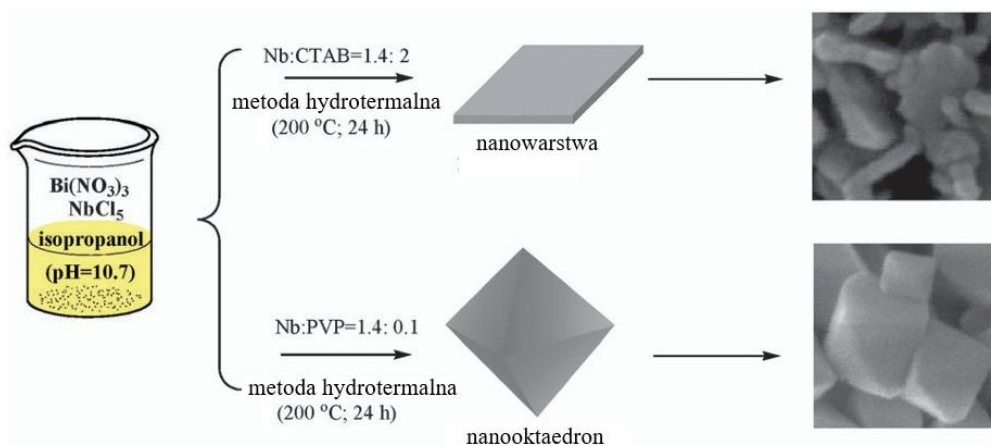 Bi(NO₃)₃
NbCl₅
isopropanol
(pH=10.7)
Nb:CTAB=1.4: 2
metoda hydrotermalna
(200 °C; 24 h)
nanowarstwa
Nb:PVP=1.4: 0.1
metoda hydrotermalna
(200 °C; 24 h)
nanooktaedron